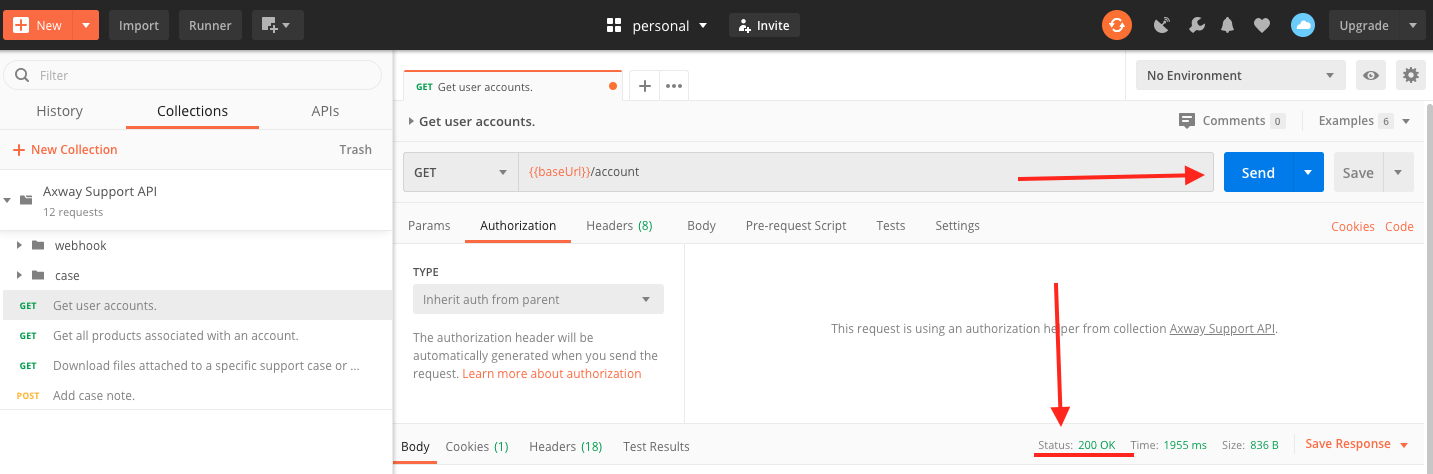 New
Import
Runner
personal
Invite
Upgrade
Filter
History
Collections
APIs
New Collection
Trash
Axway Support API
12 requests
webhook
case
GET Get user accounts.
GET Get all products associated with an account.
GET Download files attached to a specific support case or ...
POST Add case note.
GET Get user accounts.
No Environment
Get user accounts.
Comments 0
Examples 6
GET
{{baseUrl}}/account
Send
Save
Params
Authorization
Headers (8)
Body
Pre-request Script
Tests
Settings
Cookies
Code
TYPE
Inherit auth from parent
The authorization header will be
automatically generated when you send the
request. Learn more about authorization
This request is using an authorization helper from collection Axway Support API.
Body
Cookies (1)
Headers (18)
Test Results
Status: 200 OK
Time: 1955 ms
Size: 836 B
Save Response